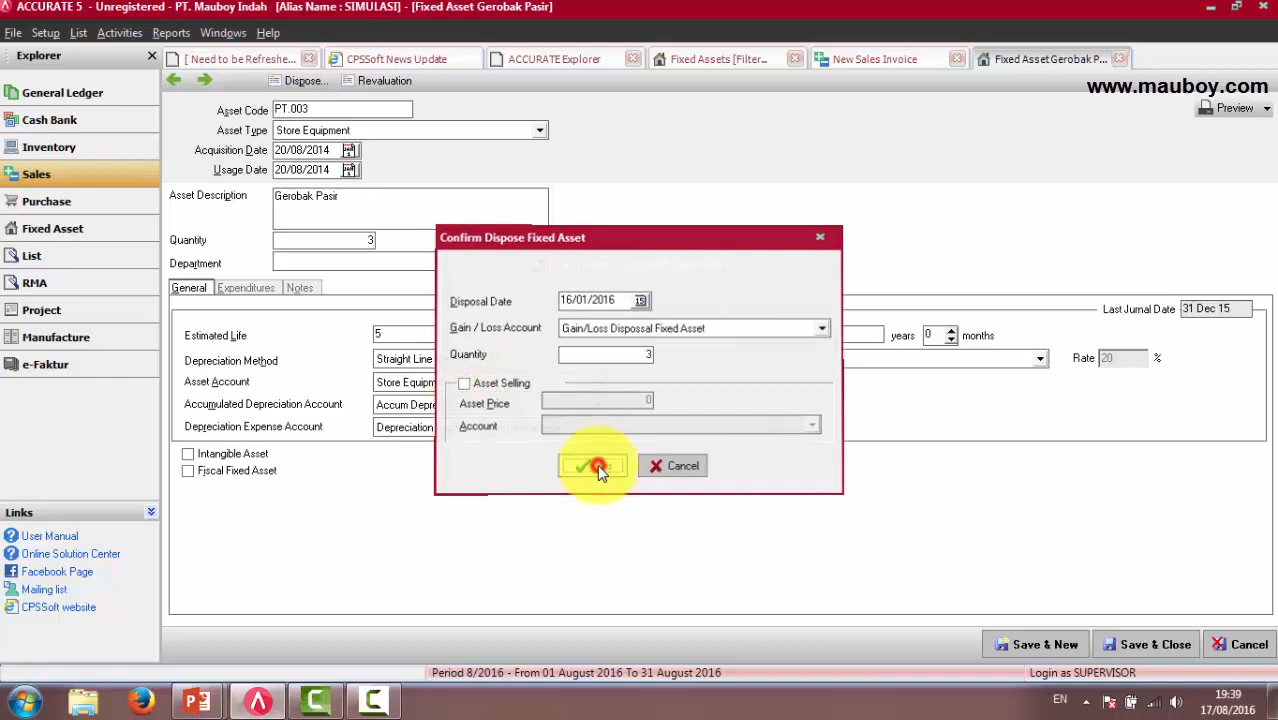 ACCURATE 5 - Unregistered - PT. Mauboy Indah [Alias Name : SIMULASI] - [Fixed Asset Gerobak Pasir]
File Setup List Activities Reports Windows Help
Explorer
[ Need to be Refreshe... CPSSoft News Update ACCURATE Explorer Fixed Assets [Filter... New Sales Invoice Fixed Asset Gerobak P...
Dispose... Revaluation
www.mauboy.com
Preview
General Ledger
Cash Bank
Inventory
Sales
Purchase
Fixed Asset
List
RMA
Project
Manufacture
e-Faktur
Asset Code PT.003
Asset Type Store Equipment
Acquisition Date 20/08/2014
Usage Date 20/08/2014
Asset Description Gerobak Pasir
Quantity 3
Department
General Expenditures Notes
Last Jurnal Date 31 Dec 15
Estimated Life 5 years 0 months
Depreciation Method Straight Line Rate 20 %
Asset Account Store Equipm
Accumulated Depreciation Account Accum Depre
Depreciation Expense Account Depreciation
Intangible Asset
Fiscal Fixed Asset
Confirm Dispose Fixed Asset
Disposal Date 16/01/2016 15
Gain / Loss Account Gain/Loss Dispossal Fixed Asset
Quantity 3
Asset Selling
Asset Price 0
Account
Cancel
Links
User Manual
Online Solution Center
Facebook Page
Mailing list
CPSSoft website
Save & New Save & Close Cancel
Period 8/2016 - From 01 August 2016 To 31 August 2016 Login as SUPERVISOR
EN
19:39
17/08/2016